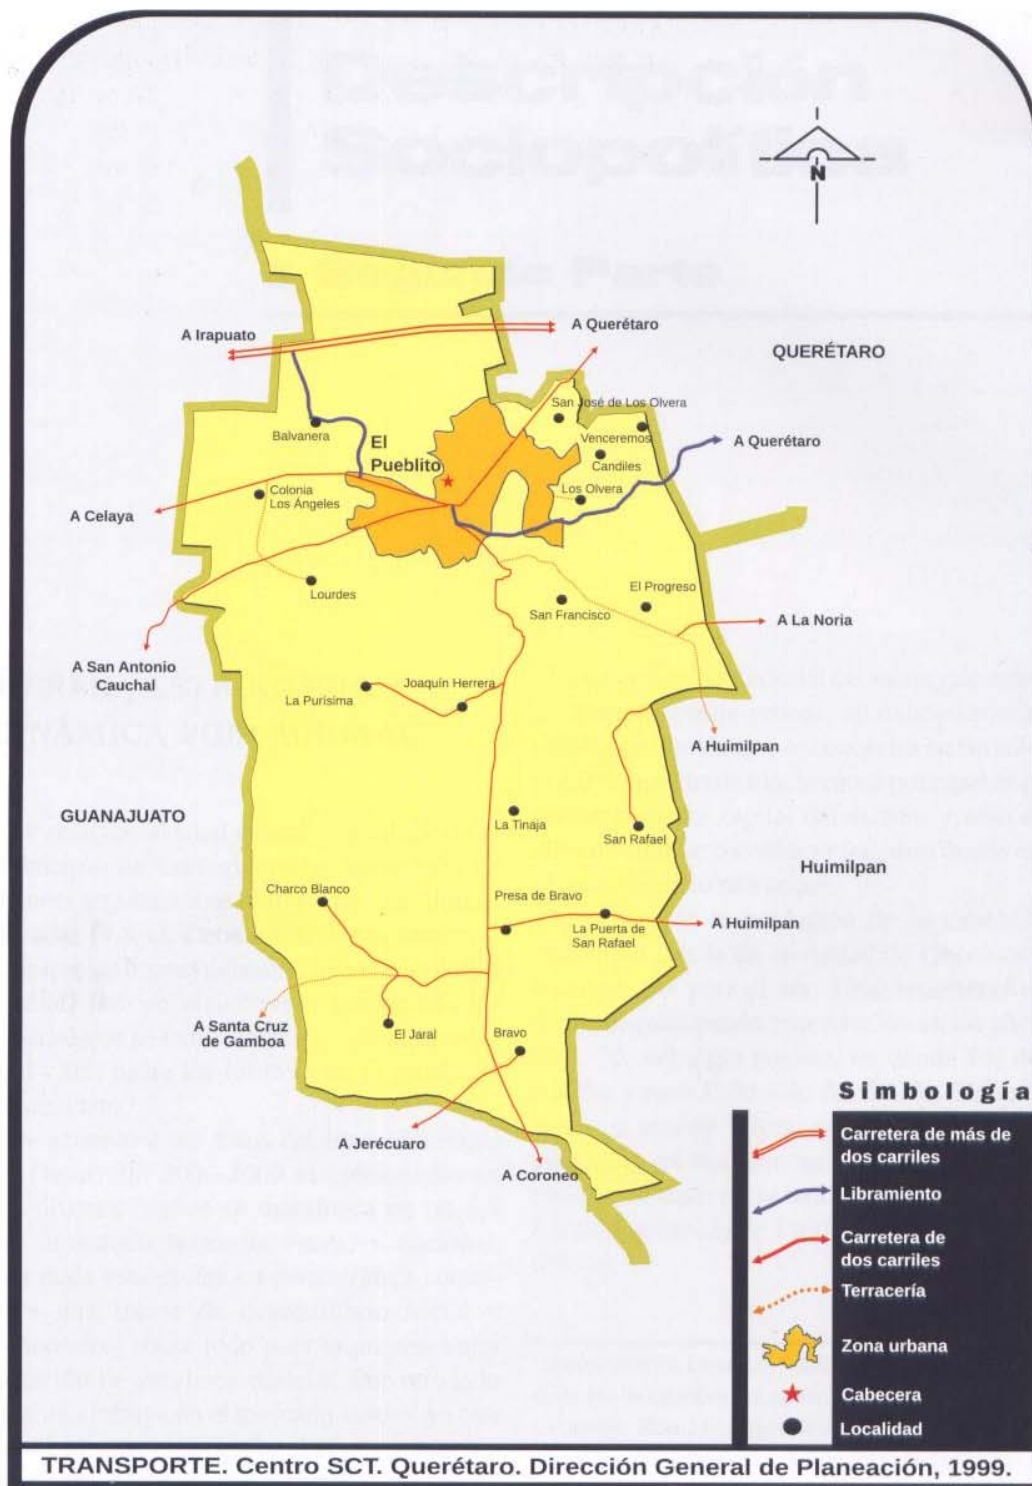 N
A Irapuato
A Querétaro
QUERÉTARO
San José de Los Olvera
Balvanera
El
Pueblito
Venceremos
A Querétaro
Candiles
Colonia
Los Ángeles
Los Olvera
A Celaya
Lourdes
El Progreso
San Francisco
A La Noria
A San Antonio
Cauchal
Joaquín Herrera
La Purísima
A Huimilpan
GUANAJUATO
La Tinaja
San Rafael
Huimilpan
Charco Blanco
Presa de Bravo
A Huimilpan
La Puerta de
San Rafael
A Santa Cruz
de Gamboa
El Jaral
Bravo
A Jerécuaro
A Coroneo
Simbología
Carretera de más de
dos carriles
Libramiento
Carretera de
dos carriles
Terracería
Zona urbana
Cabecera
Localidad
TRANSPORTE. Centro SCT. Querétaro. Dirección General de Planeación, 1999.